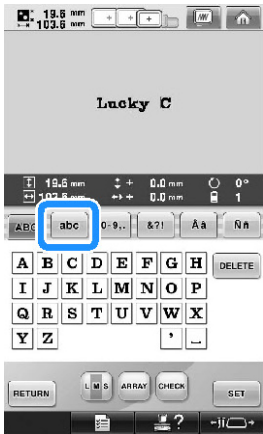 19.6 mm
103.6 mm
Lucky C
19.6 mm + 0.0 mm 0°
103.6 mm + 0.0 mm 1
ABC abc 0-9,. &?! Ââ Ññ
A B C D E F G H DELETE
I J K L M N O P
Q R S T U V W X
Y Z ' _
RETURN L M S ARRAY CHECK SET
?